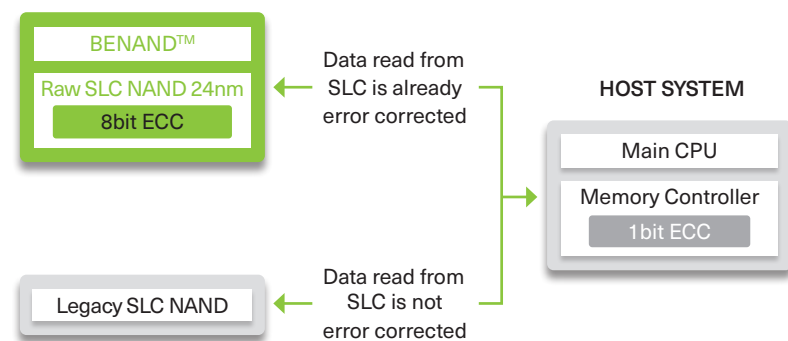 BENAND™
Raw SLC NAND 24nm
8bit ECC
Data read from
SLC is already
error corrected
HOST SYSTEM
Main CPU
Memory Controller
1bit ECC
Legacy SLC NAND
Data read from
SLC is not
error corrected